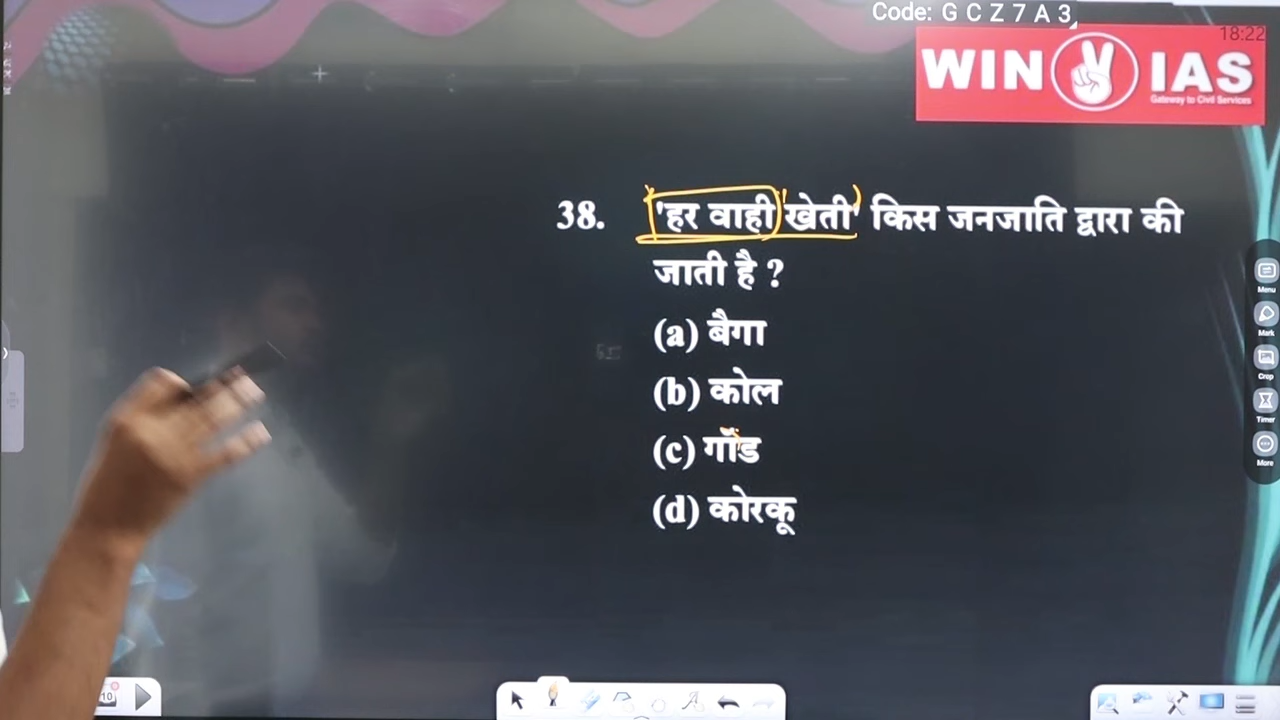 Code: G C Z 7 A 3
18:22
WIN IAS
Gateway to Civil Services
38. 'हर वाही खेती' किस जनजाति द्वारा की
जाती है ?
(a) बैगा
(b) कोल
(c) गोंड
(d) कोरकू
Menu
Mark
Crop
Timer
More
10